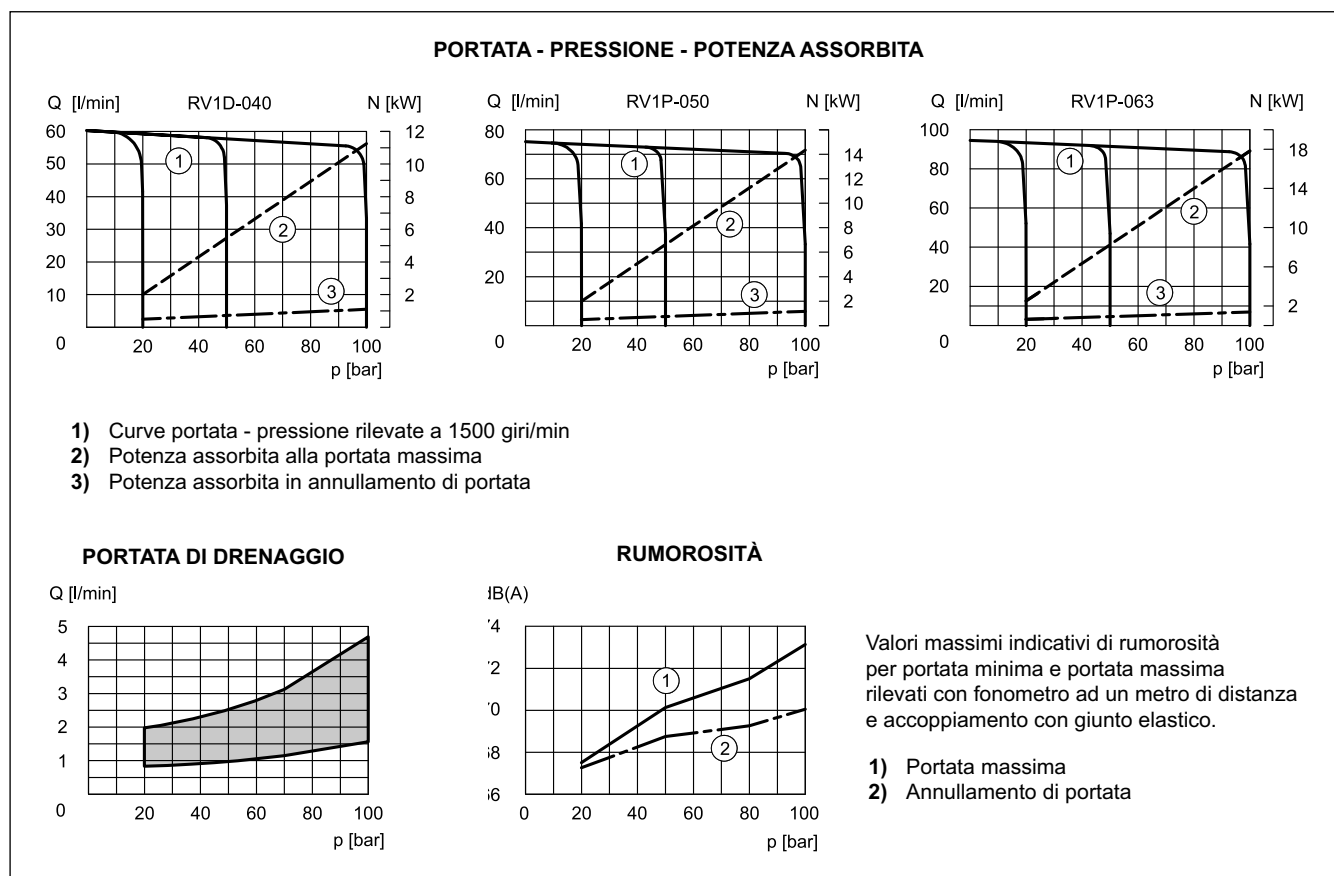 PORTATA - PRESSIONE - POTENZA ASSORBITA
Q [l/min] RV1D-040 N [kW]
60 50 40 30 20 10 0
12 10 8 6 4 2
1 2 3
20 40 60 80 100
p [bar]
Q [l/min] RV1P-050 N [kW]
80 60 40 20 0
14 12 10 8 6 4 2
1 2 3
20 40 60 80 100
p [bar]
Q [l/min] RV1P-063 N [kW]
100 80 60 40 20 0
18 14 10 6 2
1 2 3
20 40 60 80 100
p [bar]
1) Curve portata - pressione rilevate a 1500 giri/min
2) Potenza assorbita alla portata massima
3) Potenza assorbita in annullamento di portata
PORTATA DI DRENAGGIO
Q [l/min]
5 4 3 2 1 0
20 40 60 80 100
p [bar]
RUMOROSITÀ
dB(A)
74 72 70 68 66
1 2
0 20 40 60 80 100
p [bar]
Valori massimi indicativi di rumorosità
per portata minima e portata massima
rilevati con fonometro ad un metro di distanza
e accoppiamento con giunto elastico.
1) Portata massima
2) Annullamento di portata